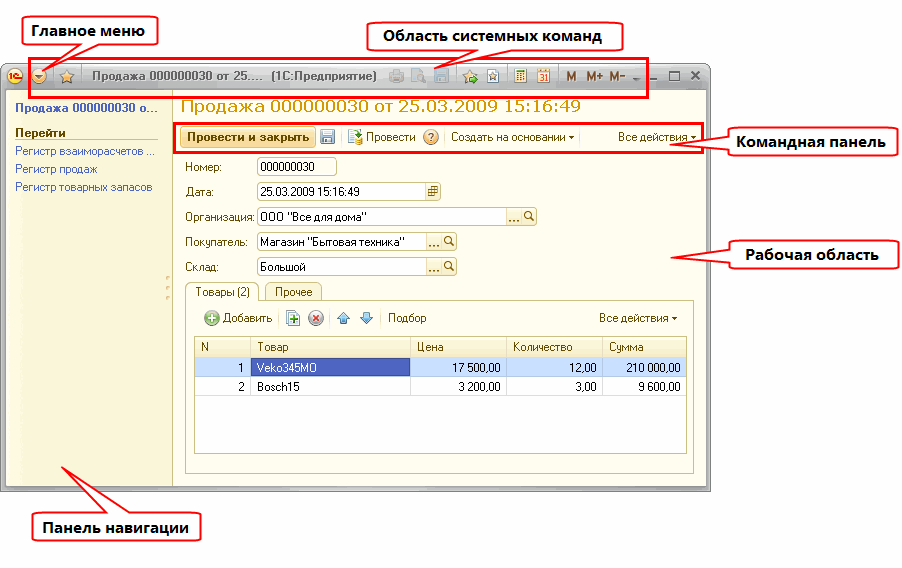 Главное меню
Область системных команд
1С Продажа 000000030 от 25.... (1С:Предприятие) 31 M M+ M-
Продажа 000000030 о...
Перейти
Регистр взаиморасчетов ...
Регистр продаж
Регистр товарных запасов
Продажа 000000030 от 25.03.2009 15:16:49
Провести и закрыть Провести ? Создать на основании Все действия
Командная панель
Номер: 000000030
Дата: 25.03.2009 15:16:49
Организация: ООО "Все для дома" ...
Покупатель: Магазин "Бытовая техника" ...
Склад: Большой ...
Рабочая область
Товары (2) Прочее
Добавить Подбор Все действия
N Товар Цена Количество Сумма
1 Veko345MO 17 500,00 12,00 210 000,00
2 Bosch15 3 200,00 3,00 9 600,00
Панель навигации